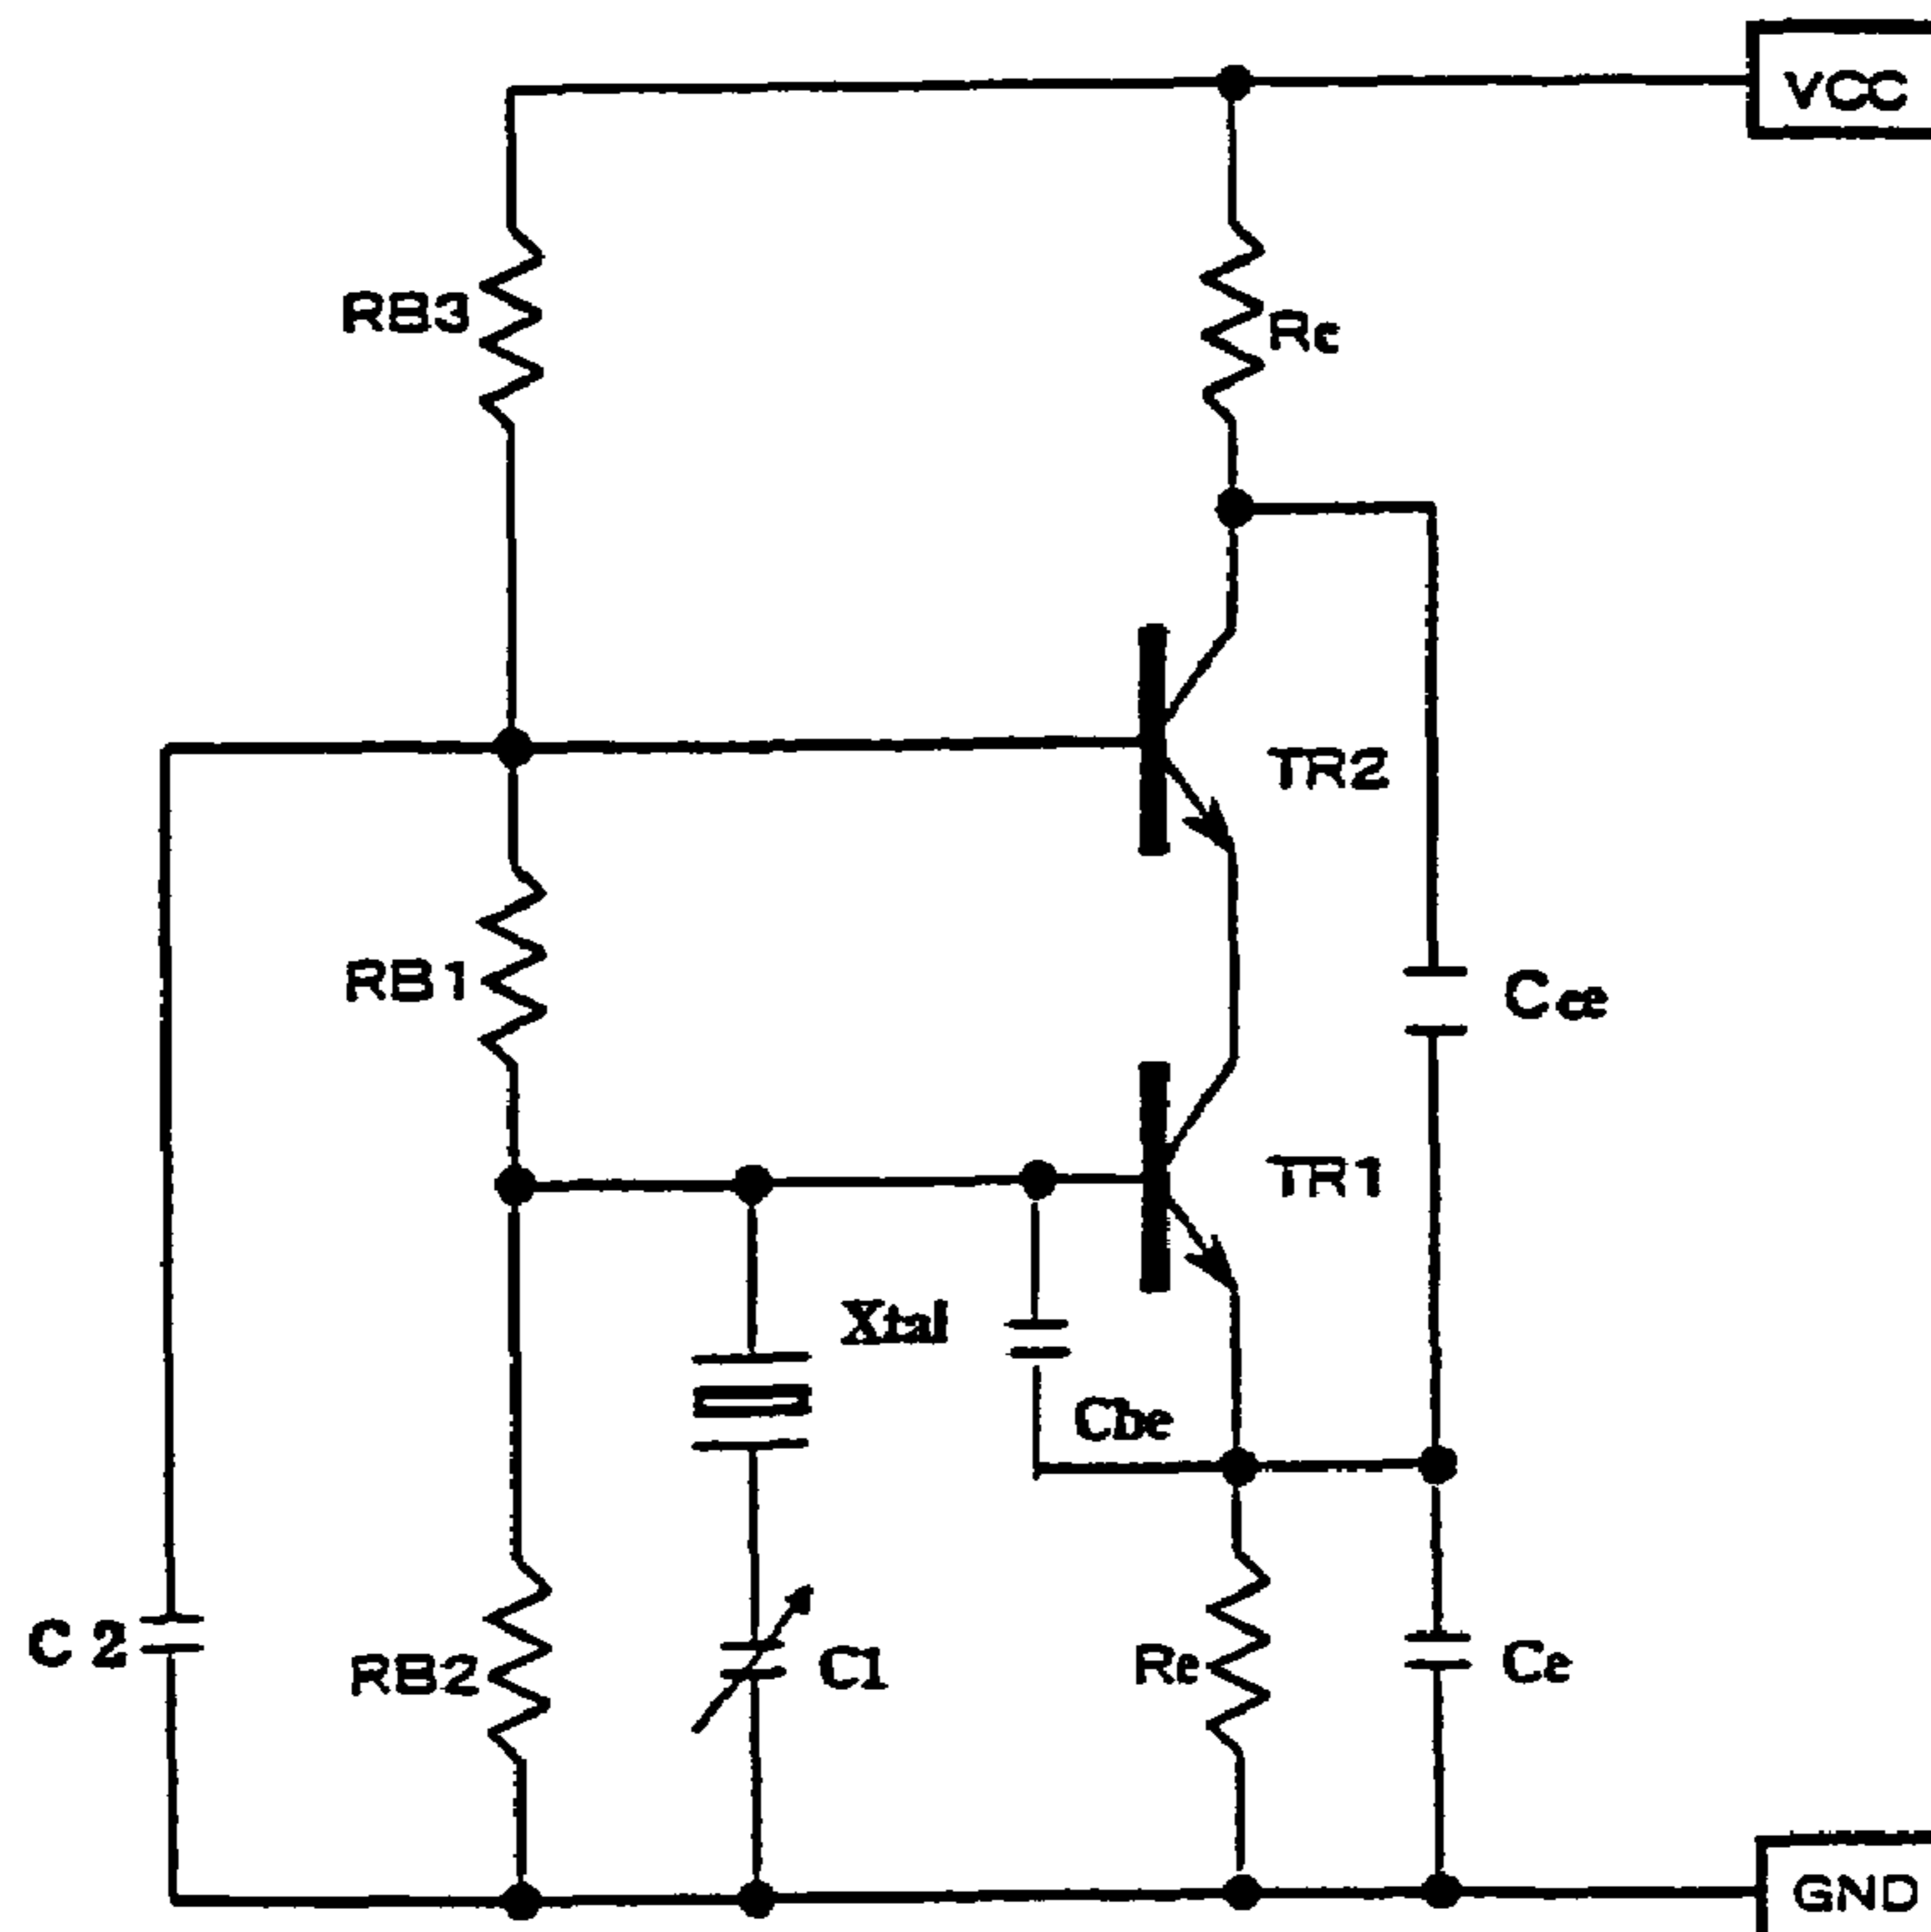 VCC
RB3
Rc
TR2
RB1
Cce
TR1
Xtal
Cbe
C2
RB2
C1
Re
Ce
GND